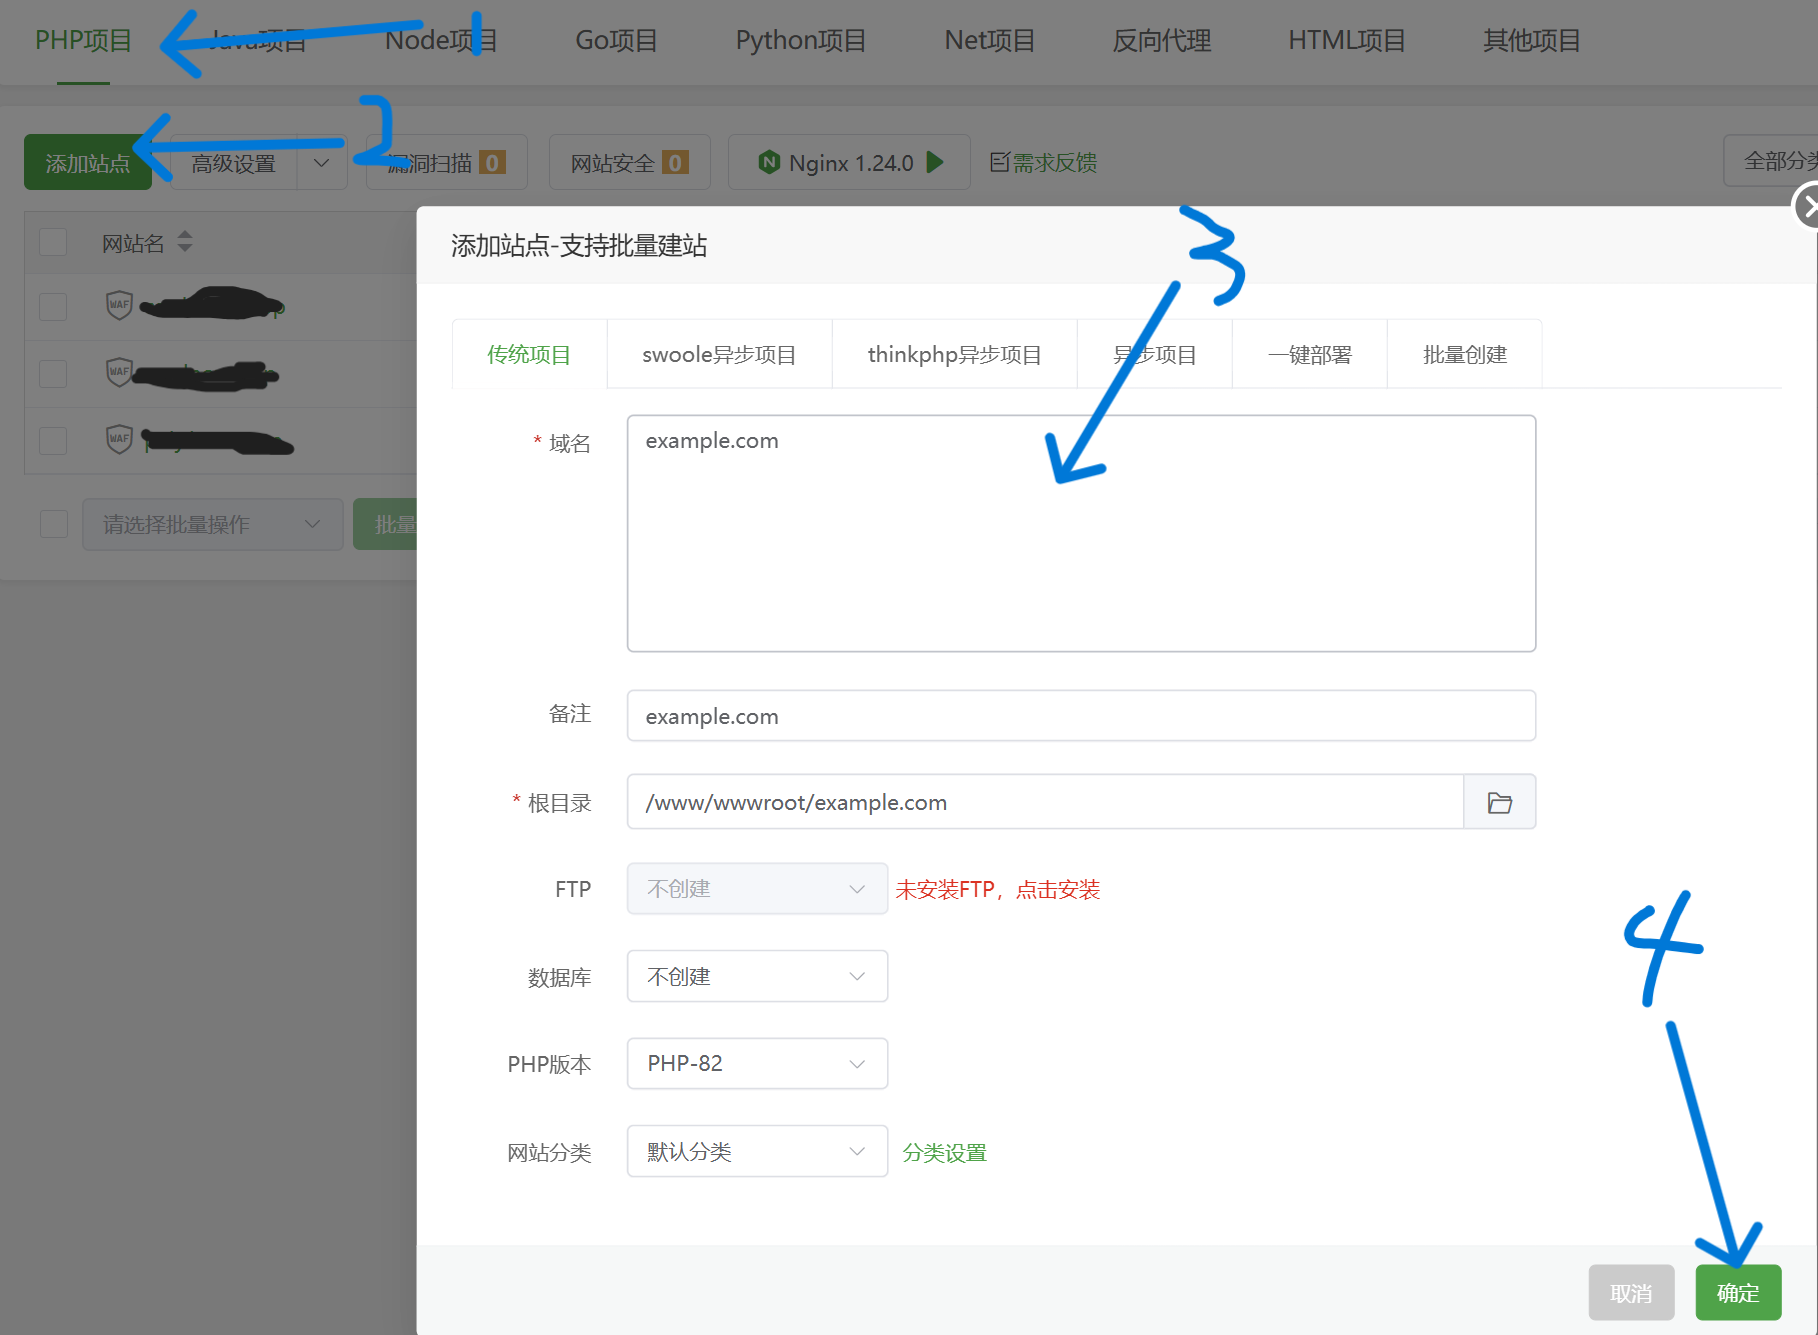 PHP项目 Java项目 Node项目 Go项目 Python项目 Net项目 反向代理 HTML项目 其他项目
1
添加站点 高级设置 漏洞扫描 0 网站安全 0 Nginx 1.24.0 需求反馈 全部分类
2
网站名
WAF
WAF
WAF
请选择批量操作 批量
添加站点-支持批量建站
3
传统项目 swoole异步项目 thinkphp异步项目 异步项目 一键部署 批量创建
* 域名 example.com
备注 example.com
* 根目录 /www/wwwroot/example.com
FTP 不创建 未安装FTP，点击安装
4
数据库 不创建
PHP版本 PHP-82
网站分类 默认分类 分类设置
取消 确定